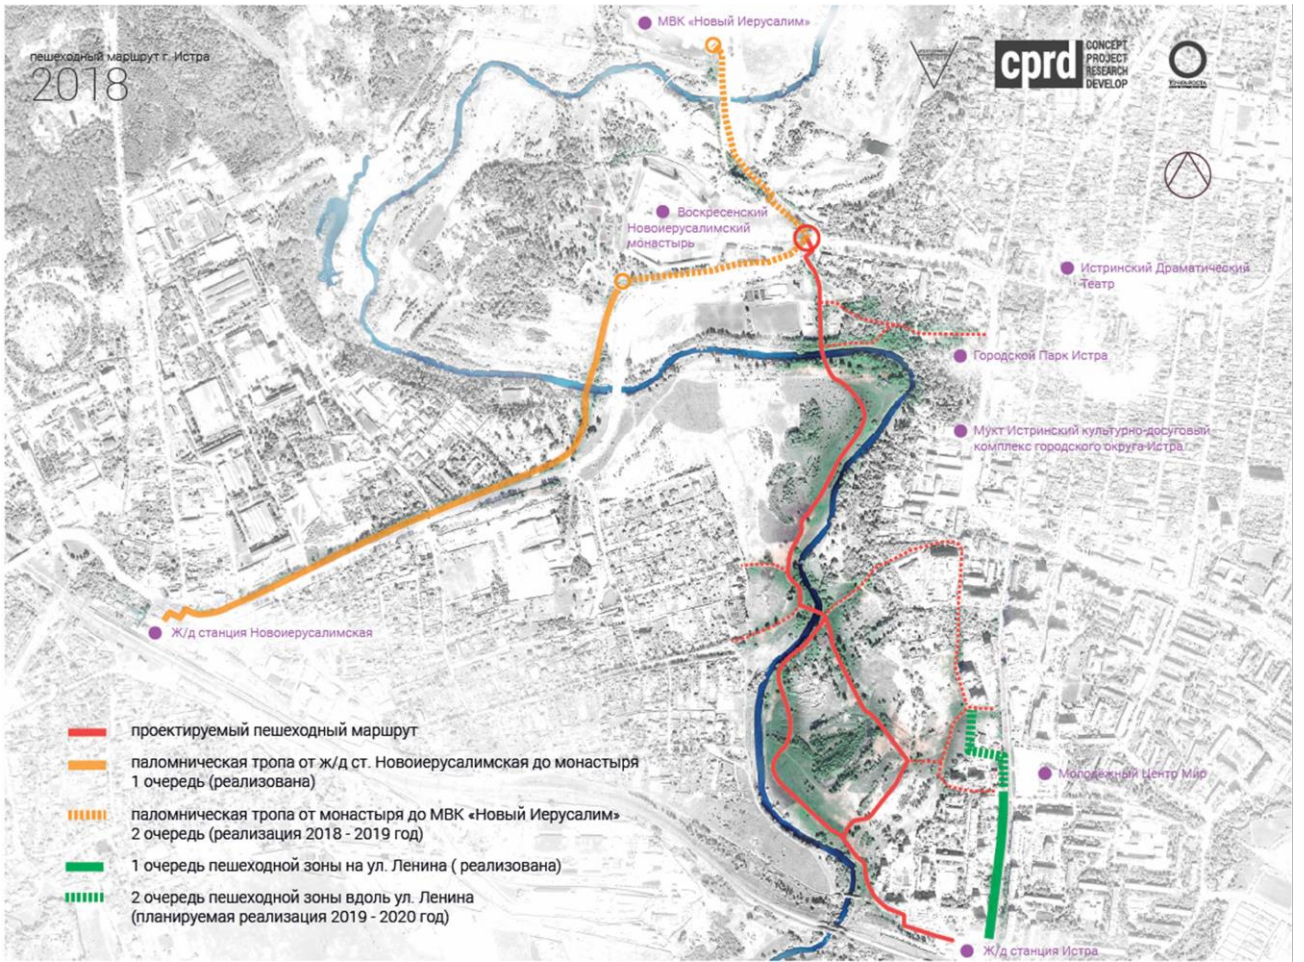 МВК «Новый Иерусалим»
пешеходный маршрут г. Истра
2018
cprd
CONCEPT
PROJECT
RESEARCH
DEVELOP
Воскресенский
Новоиерусалимский
монастырь
Истринский Драматический
Театр
Городской Парк Истра
Мукт Истринский культурно-досуговый
комплекс городского округа Истра
Ж/д станция Новоиерусалимская
проектируемый пешеходный маршрут
паломническая тропа от ж/д ст. Новоиерусалимская до монастыря
1 очередь (реализована)
паломническая тропа от монастыря до МВК «Новый Иерусалим»
2 очередь (реализация 2018 - 2019 год)
1 очередь пешеходной зоны на ул. Ленина ( реализована)
2 очередь пешеходной зоны вдоль ул. Ленина
(планируемая реализация 2019 - 2020 год)
Молодёжный Центр Мир
Ж/д станция Истра